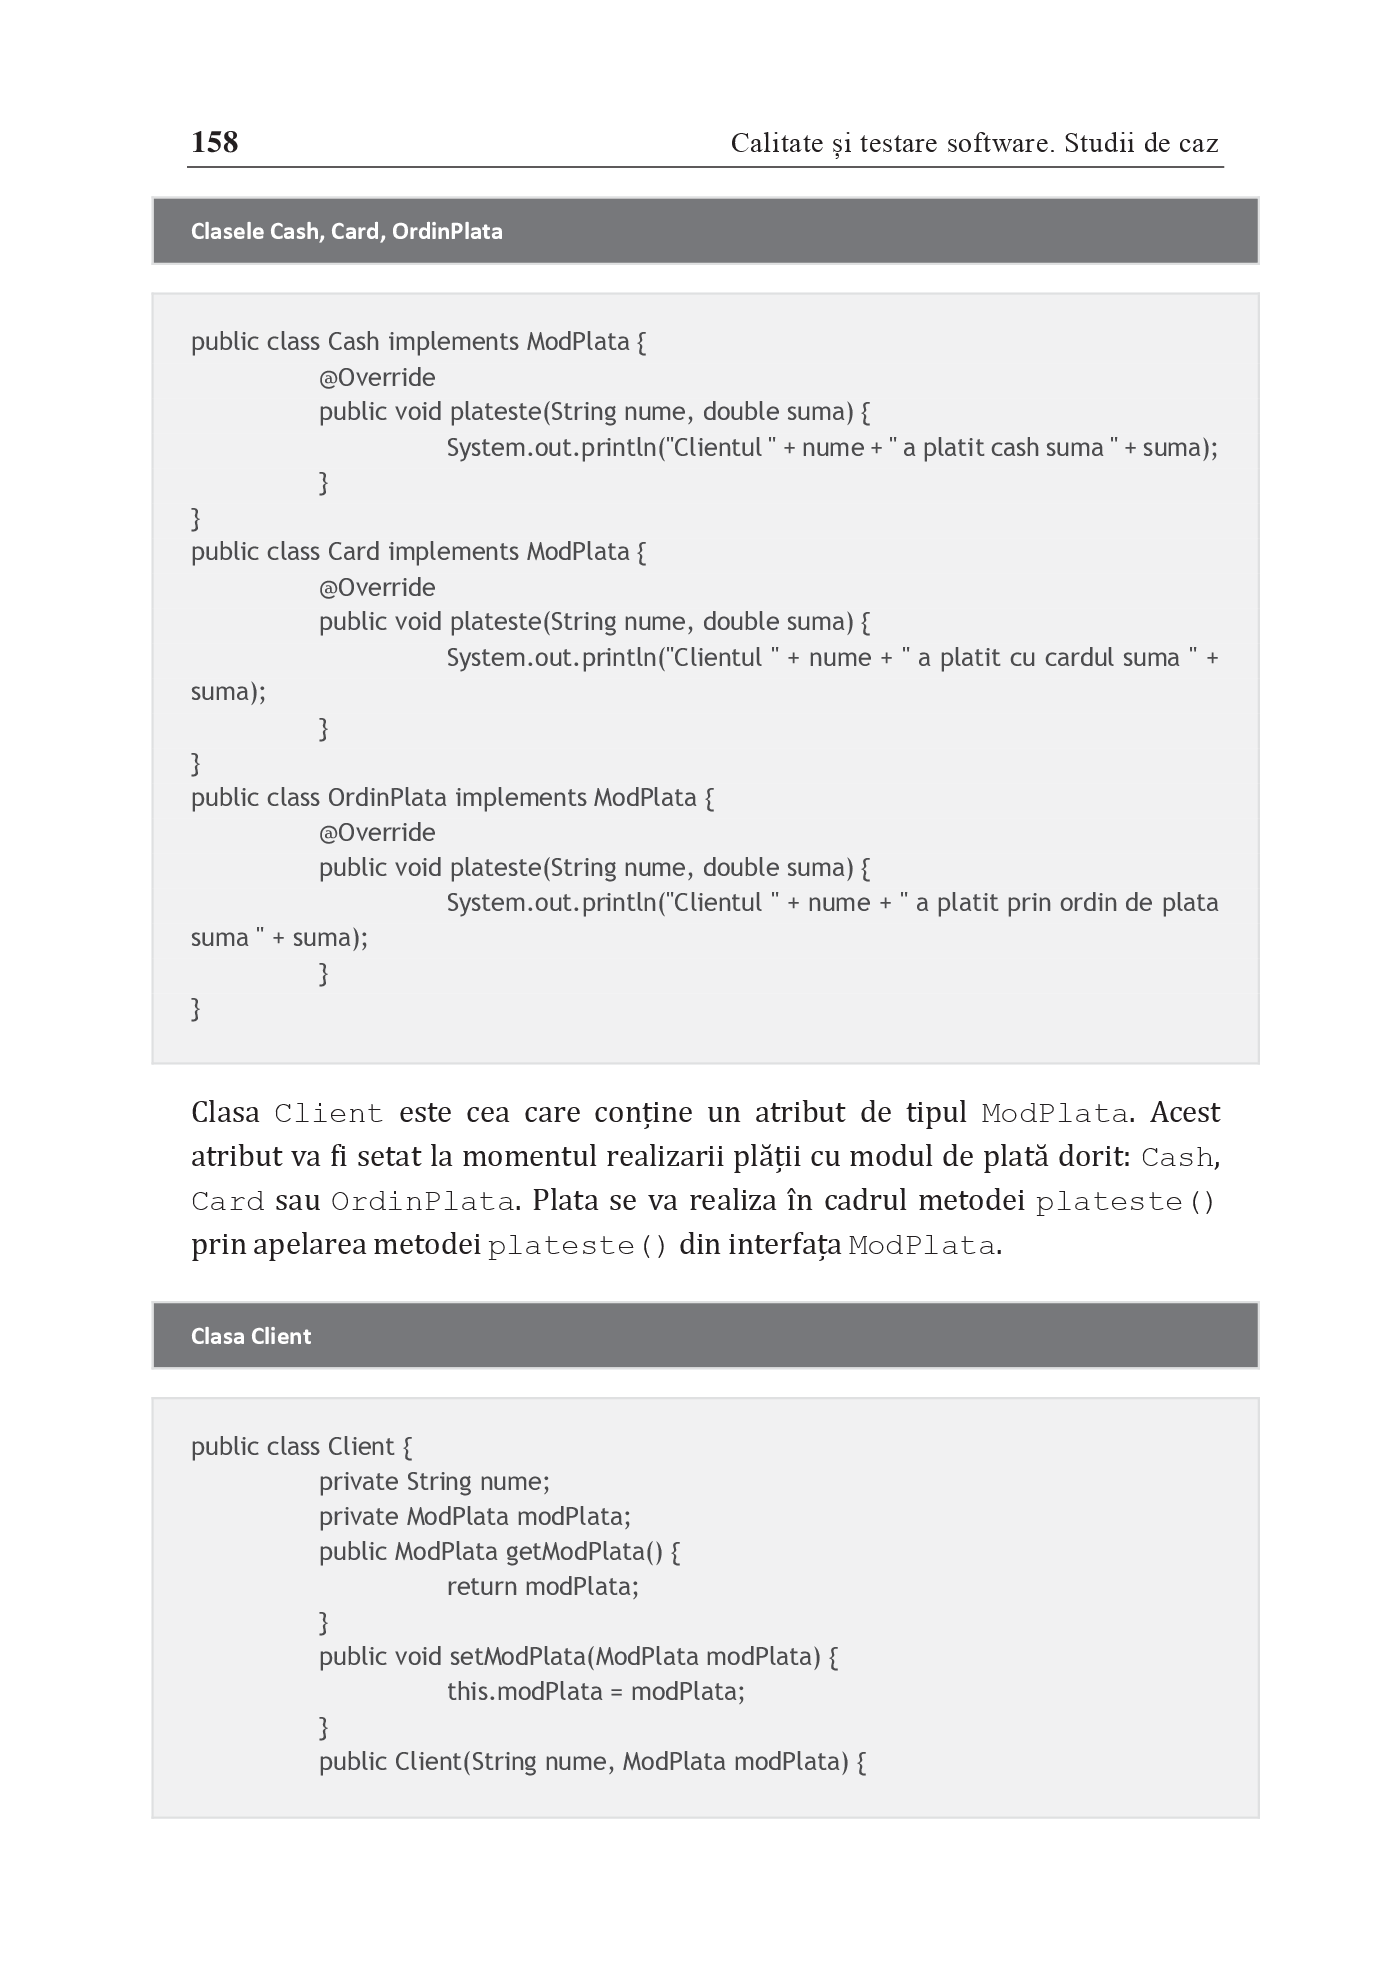 158 Calitate și testare software. Studii de caz
Clasele Cash, Card, OrdinPlata
public class Cash implements ModPlata {
@Override
public void plateste(String nume, double suma) {
System.out.println("Clientul " + nume + " a platit cash suma " + suma);
}
}
public class Card implements ModPlata {
@Override
public void plateste(String nume, double suma) {
System.out.println("Clientul " + nume + " a platit cu cardul suma " +
suma);
}
}
public class OrdinPlata implements ModPlata {
@Override
public void plateste(String nume, double suma) {
System.out.println("Clientul " + nume + " a platit prin ordin de plata
suma " + suma);
}
}
Clasa Client este cea care conține un atribut de tipul ModPlata. Acest
atribut va fi setat la momentul realizarii plății cu modul de plată dorit: Cash,
Card sau OrdinPlata. Plata se va realiza în cadrul metodei plateste()
prin apelarea metodei plateste() din interfața ModPlata.
Clasa Client
public class Client {
private String nume;
private ModPlata modPlata;
public ModPlata getModPlata() {
return modPlata;
}
public void setModPlata(ModPlata modPlata) {
this.modPlata = modPlata;
}
public Client(String nume, ModPlata modPlata) {